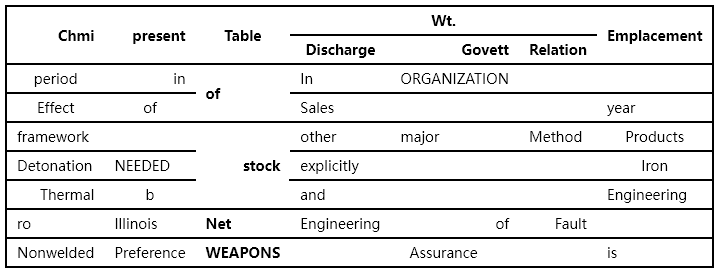 Chmi present Table Wt. Emplacement
Discharge Govett Relation
period in of In ORGANIZATION
Effect of Sales year
framework stock other major Method Products
Detonation NEEDED explicitly Iron
Thermal b and Engineering
ro Illinois Net Engineering of Fault
Nonwelded Preference WEAPONS Assurance is